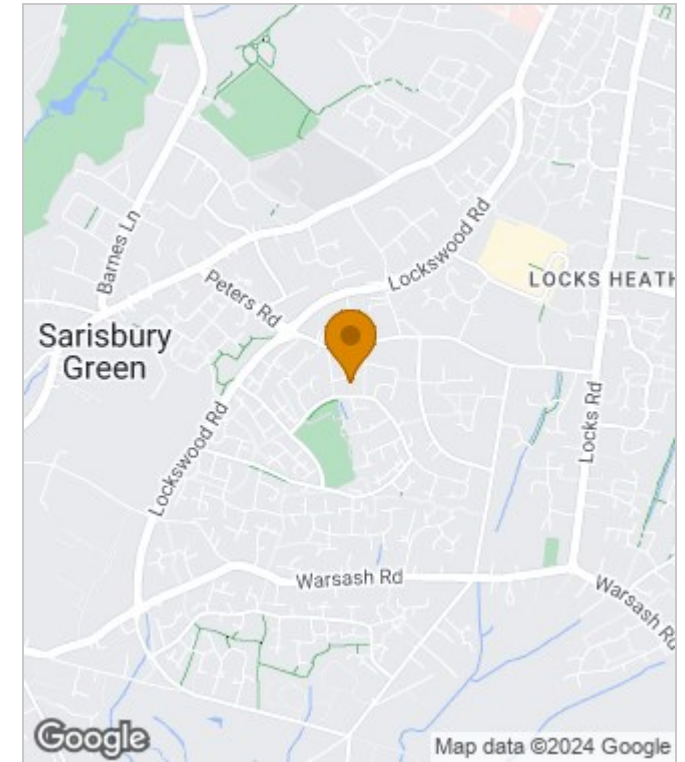 Barnes Ln
Lockswood Rd
Peters Rd
LOCKS HEATH
Sarisbury
Green
Locks Rd
Lockswood Rd
Warsash Rd
Warsash Rd
Google
Map data ©2024 Google